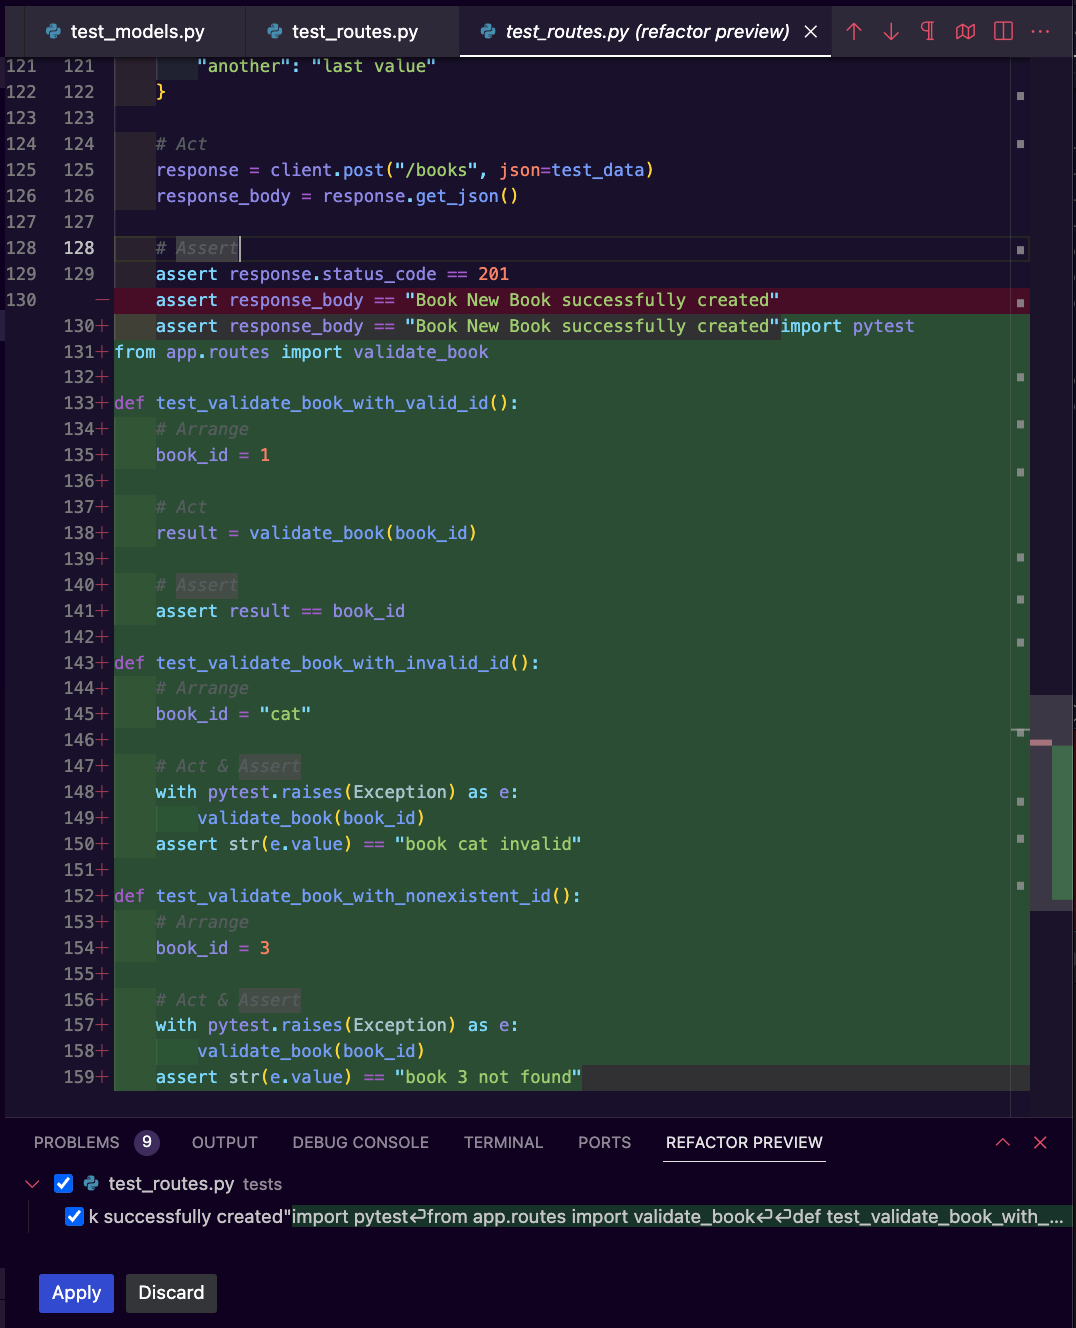 test_models.py test_routes.py test_routes.py (refactor preview)
121 121 "another": "last value"
122 122 }
123 123
124 124 # Act
125 125 response = client.post("/books", json=test_data)
126 126 response_body = response.get_json()
127 127
128 128 # Assert
129 129 assert response.status_code == 201
130 — assert response_body == "Book New Book successfully created"
130+ assert response_body == "Book New Book successfully created"import pytest
131+ from app.routes import validate_book
132+
133+ def test_validate_book_with_valid_id():
134+ # Arrange
135+ book_id = 1
136+
137+ # Act
138+ result = validate_book(book_id)
139+
140+ # Assert
141+ assert result == book_id
142+
143+ def test_validate_book_with_invalid_id():
144+ # Arrange
145+ book_id = "cat"
146+
147+ # Act & Assert
148+ with pytest.raises(Exception) as e:
149+ validate_book(book_id)
150+ assert str(e.value) == "book cat invalid"
151+
152+ def test_validate_book_with_nonexistent_id():
153+ # Arrange
154+ book_id = 3
155+
156+ # Act & Assert
157+ with pytest.raises(Exception) as e:
158+ validate_book(book_id)
159+ assert str(e.value) == "book 3 not found"
PROBLEMS 9 OUTPUT DEBUG CONSOLE TERMINAL PORTS REFACTOR PREVIEW
test_routes.py tests
k successfully created"import pytest↵from app.routes import validate_book↵↵def test_validate_book_with_...
Apply Discard